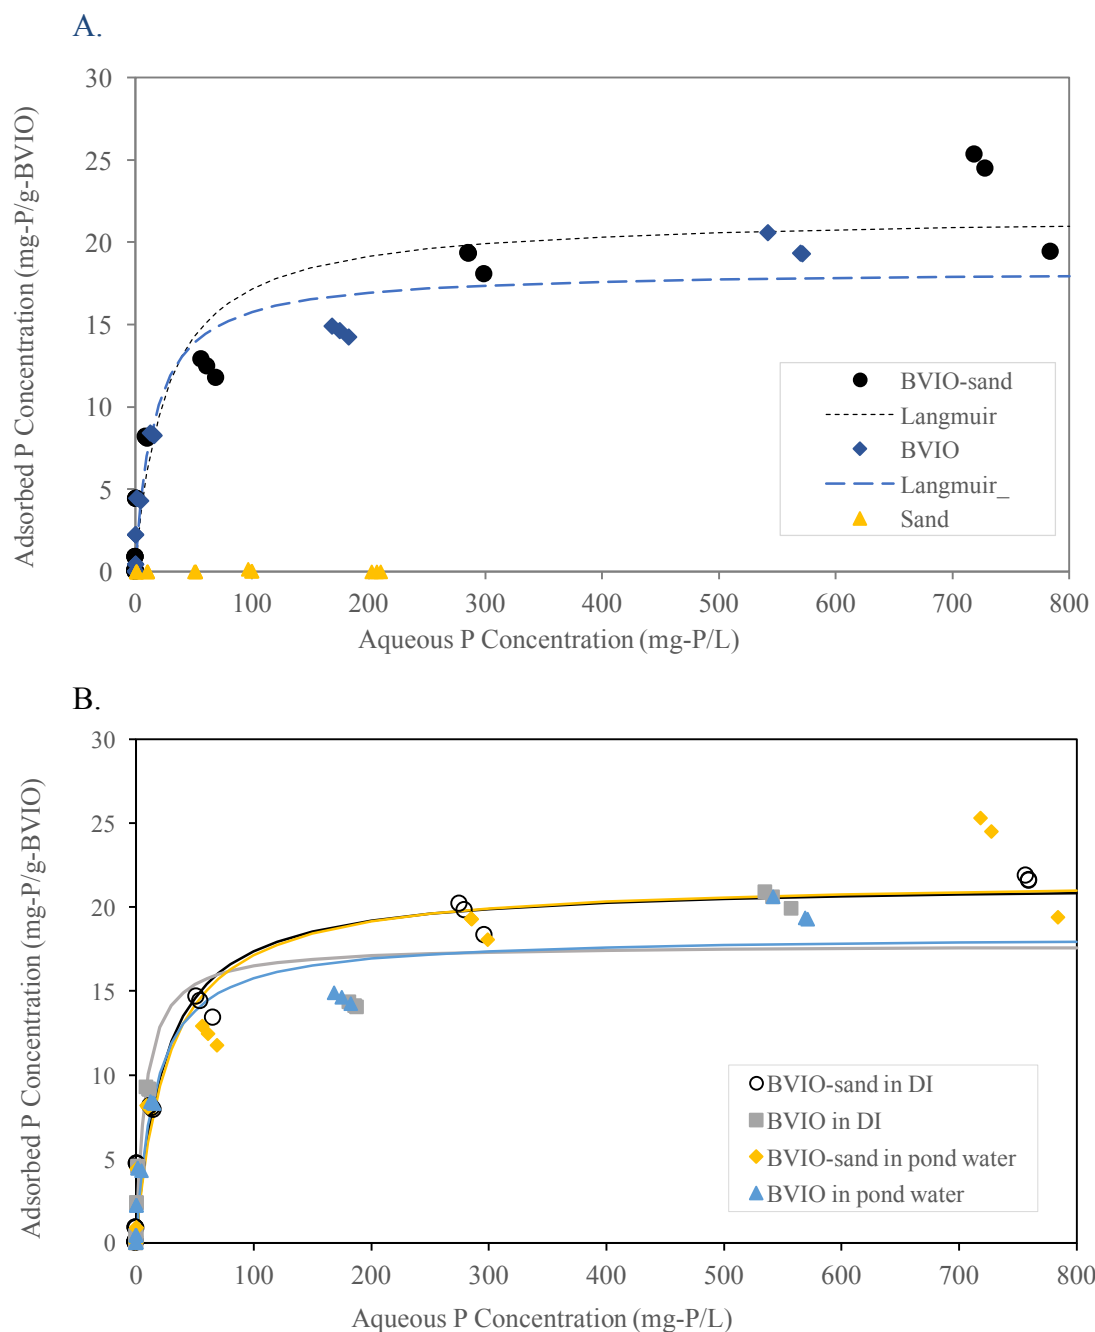 A.
30
25
20
15
10
5
0
Adsorbed P Concentration (mg-P/g-BVIO)
BVIO-sand
Langmuir
BVIO
Langmuir_
Sand
0 100 200 300 400 500 600 700 800
Aqueous P Concentration (mg-P/L)
B.
30
25
20
15
10
5
0
Adsorbed P Concentration (mg-P/g-BVIO)
BVIO-sand in DI
BVIO in DI
BVIO-sand in pond water
BVIO in pond water
0 100 200 300 400 500 600 700 800
Aqueous P Concentration (mg-P/L)